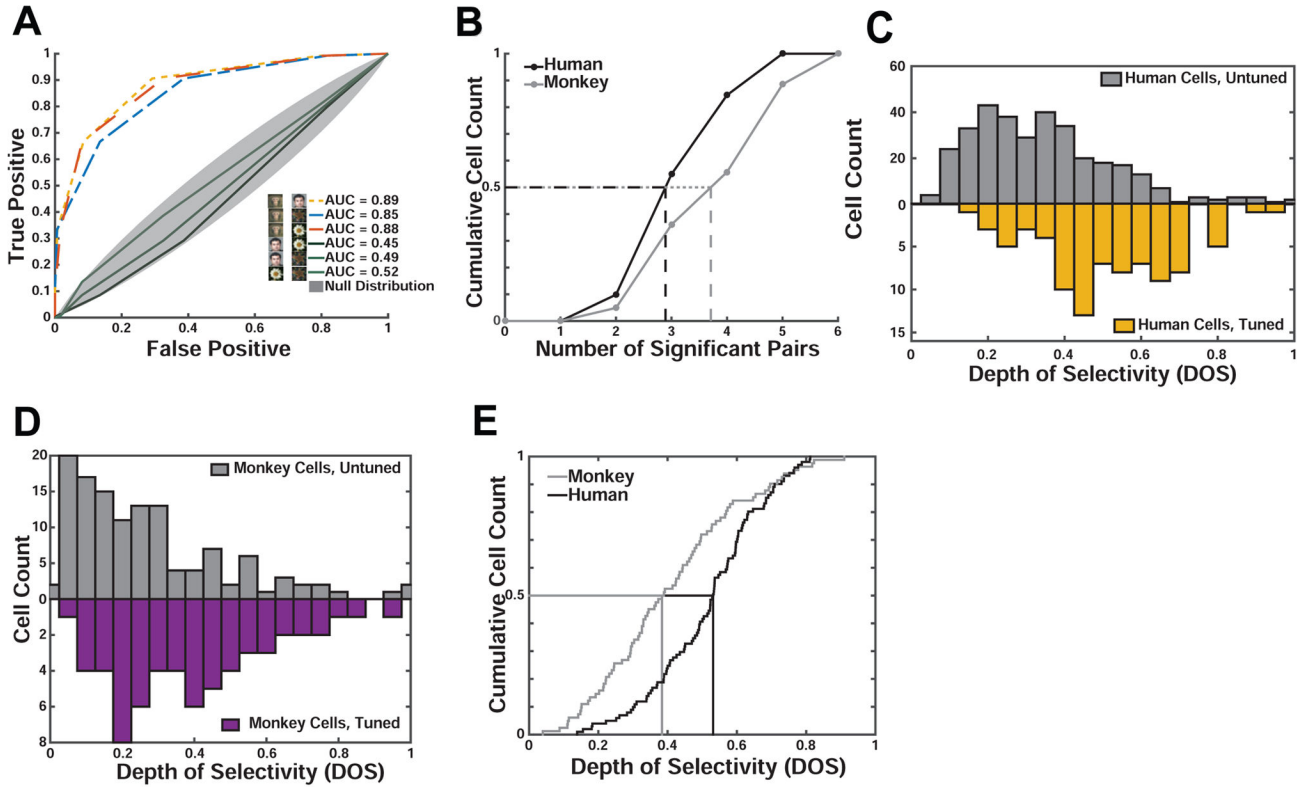 A
1
0.9
0.8
0.7
0.6
0.5
0.4
0.3
0.2
0.1
0
0
0.2
0.4
0.6
0.8
1
True Positive
False Positive
AUC = 0.89
AUC = 0.85
AUC = 0.88
AUC = 0.45
AUC = 0.49
AUC = 0.52
Null Distribution
B
Human
Monkey
1
0.5
0
0
1
2
3
4
5
6
Cumulative Cell Count
Number of Significant Pairs
C
60
40
20
0
5
10
15
0
0.2
0.4
0.6
0.8
1
Human Cells, Untuned
Human Cells, Tuned
Cell Count
Depth of Selectivity (DOS)
D
20
15
10
5
0
2
4
6
8
0
0.2
0.4
0.6
0.8
1
Monkey Cells, Untuned
Monkey Cells, Tuned
Cell Count
Depth of Selectivity (DOS)
E
Monkey
Human
1
0.5
0
0
0.2
0.4
0.6
0.8
1
Cumulative Cell Count
Depth of Selectivity (DOS)